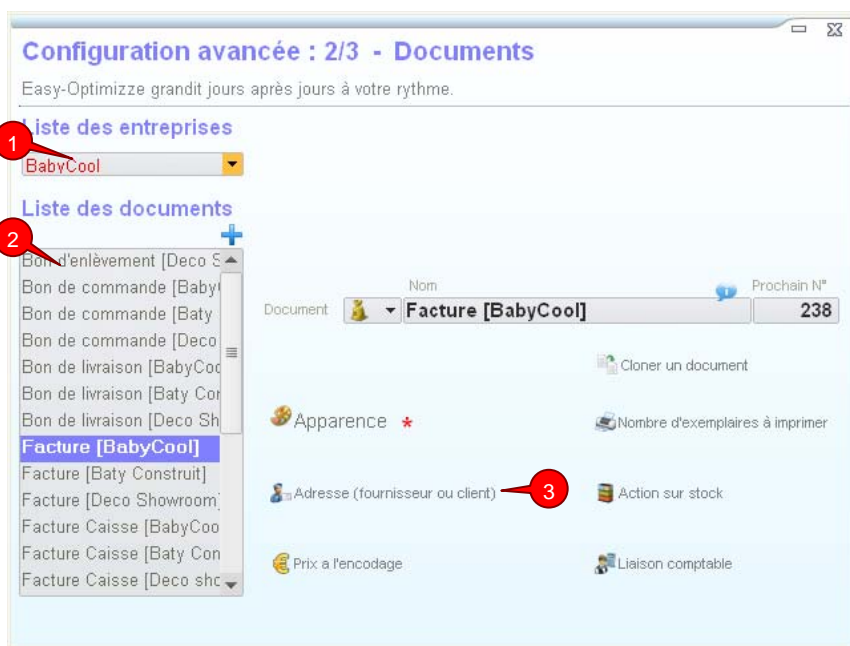 Configuration avancée : 2/3 - Documents
Easy-Optimizze grandit jours après jours à votre rythme.
Liste des entreprises
1
BabyCool
Liste des documents
2
Bon d'enlèvement [Deco S
Bon de commande [Baby
Bon de commande [Baty
Bon de commande [Deco
Bon de livraison [BabyCoo
Bon de livraison [Baty Con
Bon de livraison [Deco Sh
Facture [BabyCool]
Facture [Baty Construit]
Facture [Deco Showroom]
Facture Caisse [BabyCoo
Facture Caisse [Baty Con
Facture Caisse [Deco sho
Nom
Prochain N°
Document
Facture [BabyCool]
238
Cloner un document
Apparence *
Nombre d'exemplaires à imprimer
Adresse (fournisseur ou client)
3
Action sur stock
Prix a l'encodage
Liaison comptable